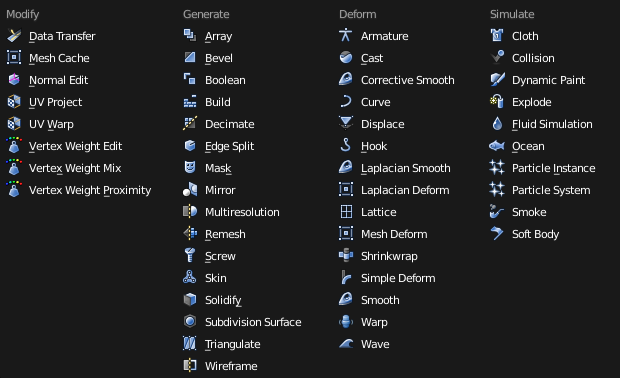 Modify
Data Transfer
Mesh Cache
Normal Edit
UV Project
UV Warp
Vertex Weight Edit
Vertex Weight Mix
Vertex Weight Proximity
Generate
Array
Bevel
Boolean
Build
Decimate
Edge Split
Mask
Mirror
Multiresolution
Remesh
Screw
Skin
Solidify
Subdivision Surface
Triangulate
Wireframe
Deform
Armature
Cast
Corrective Smooth
Curve
Displace
Hook
Laplacian Smooth
Laplacian Deform
Lattice
Mesh Deform
Shrinkwrap
Simple Deform
Smooth
Warp
Wave
Simulate
Cloth
Collision
Dynamic Paint
Explode
Fluid Simulation
Ocean
Particle Instance
Particle System
Smoke
Soft Body